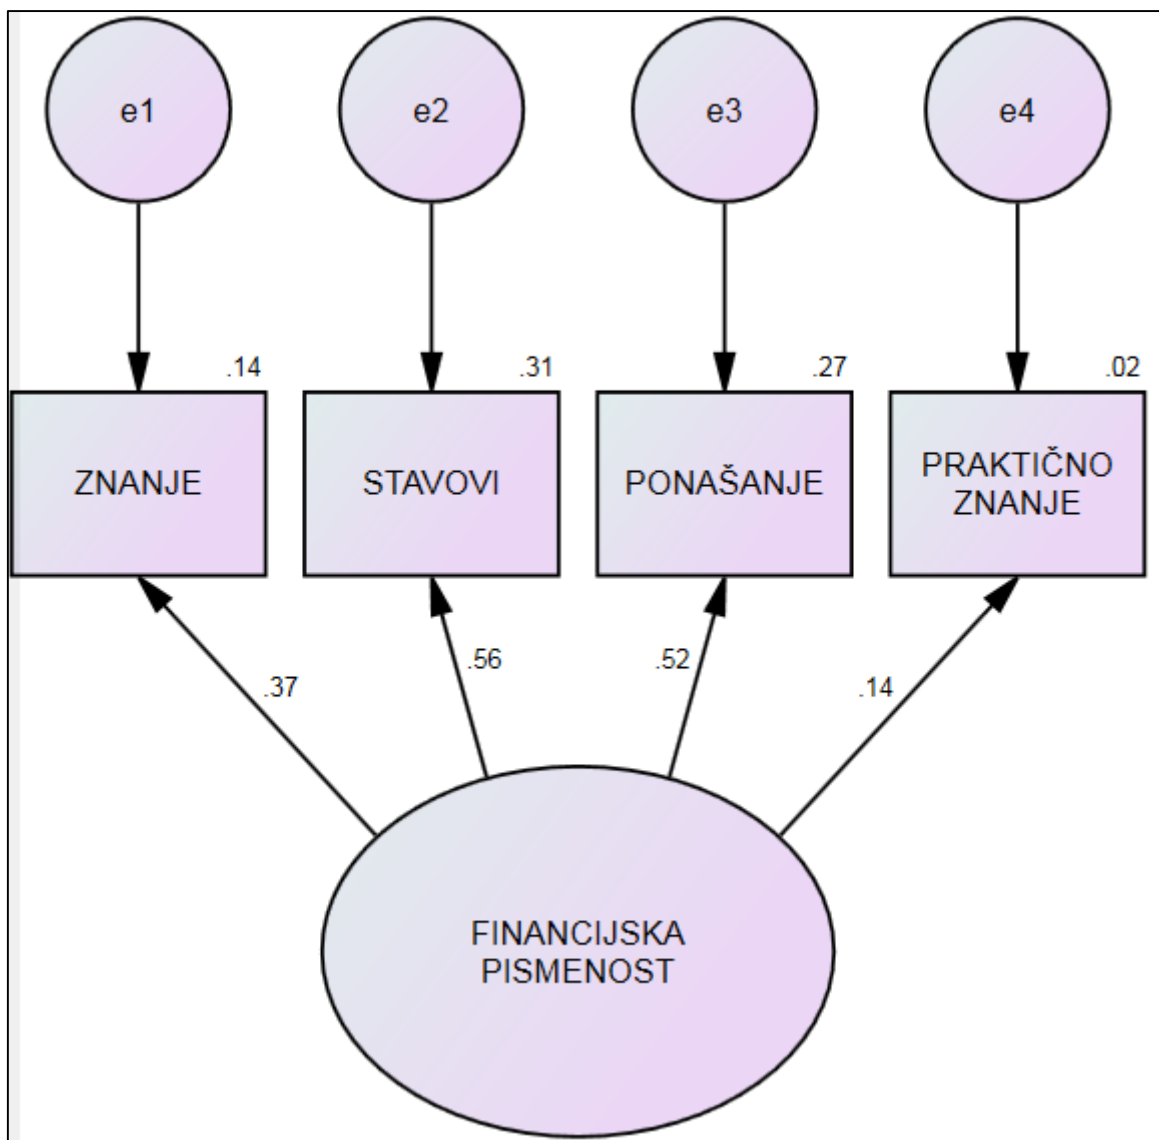 e1 e2 e3 e4
.14 .31 .27 .02
ZNANJE STAVOVI PONAŠANJE PRAKTIČNO
ZNANJE
.37 .56 .52 .14
FINANCIJSKA
PISMENOST